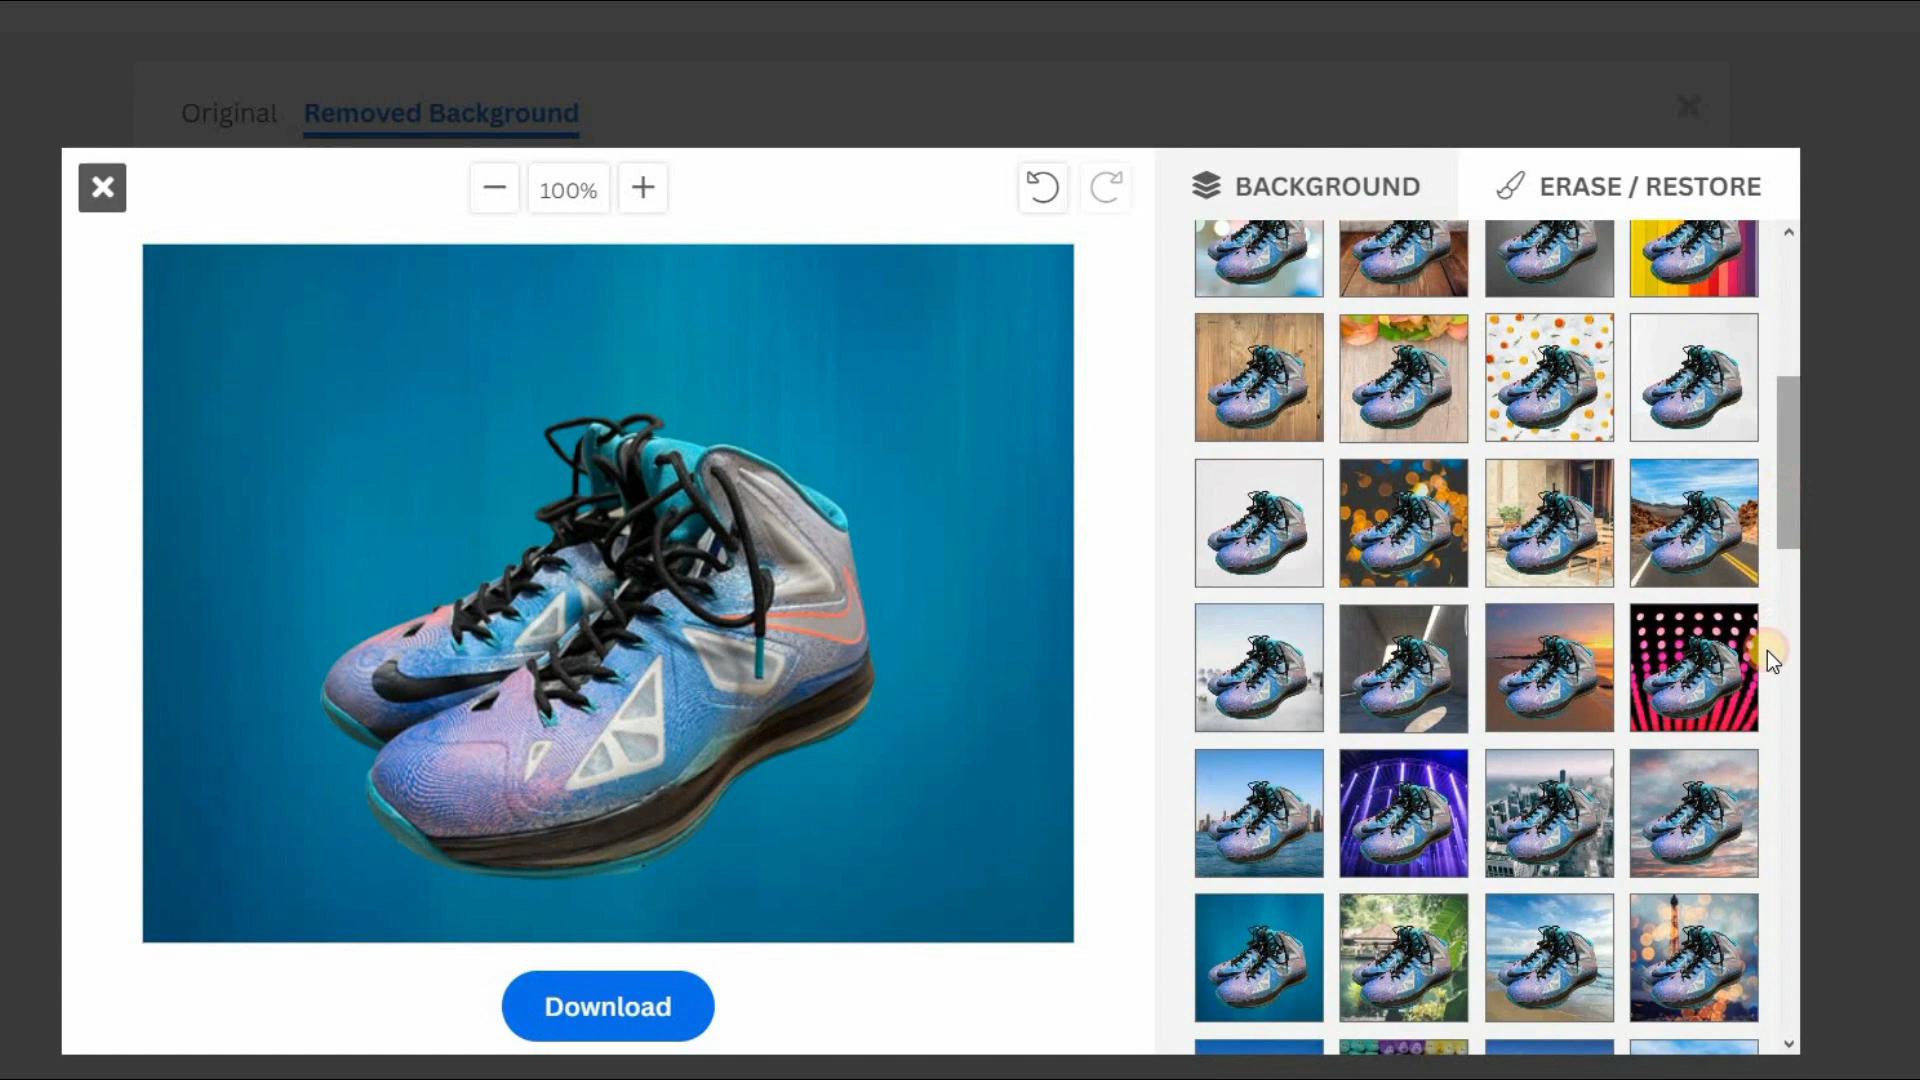 Original
Removed Background
100%
BACKGROUND
ERASE / RESTORE
Download